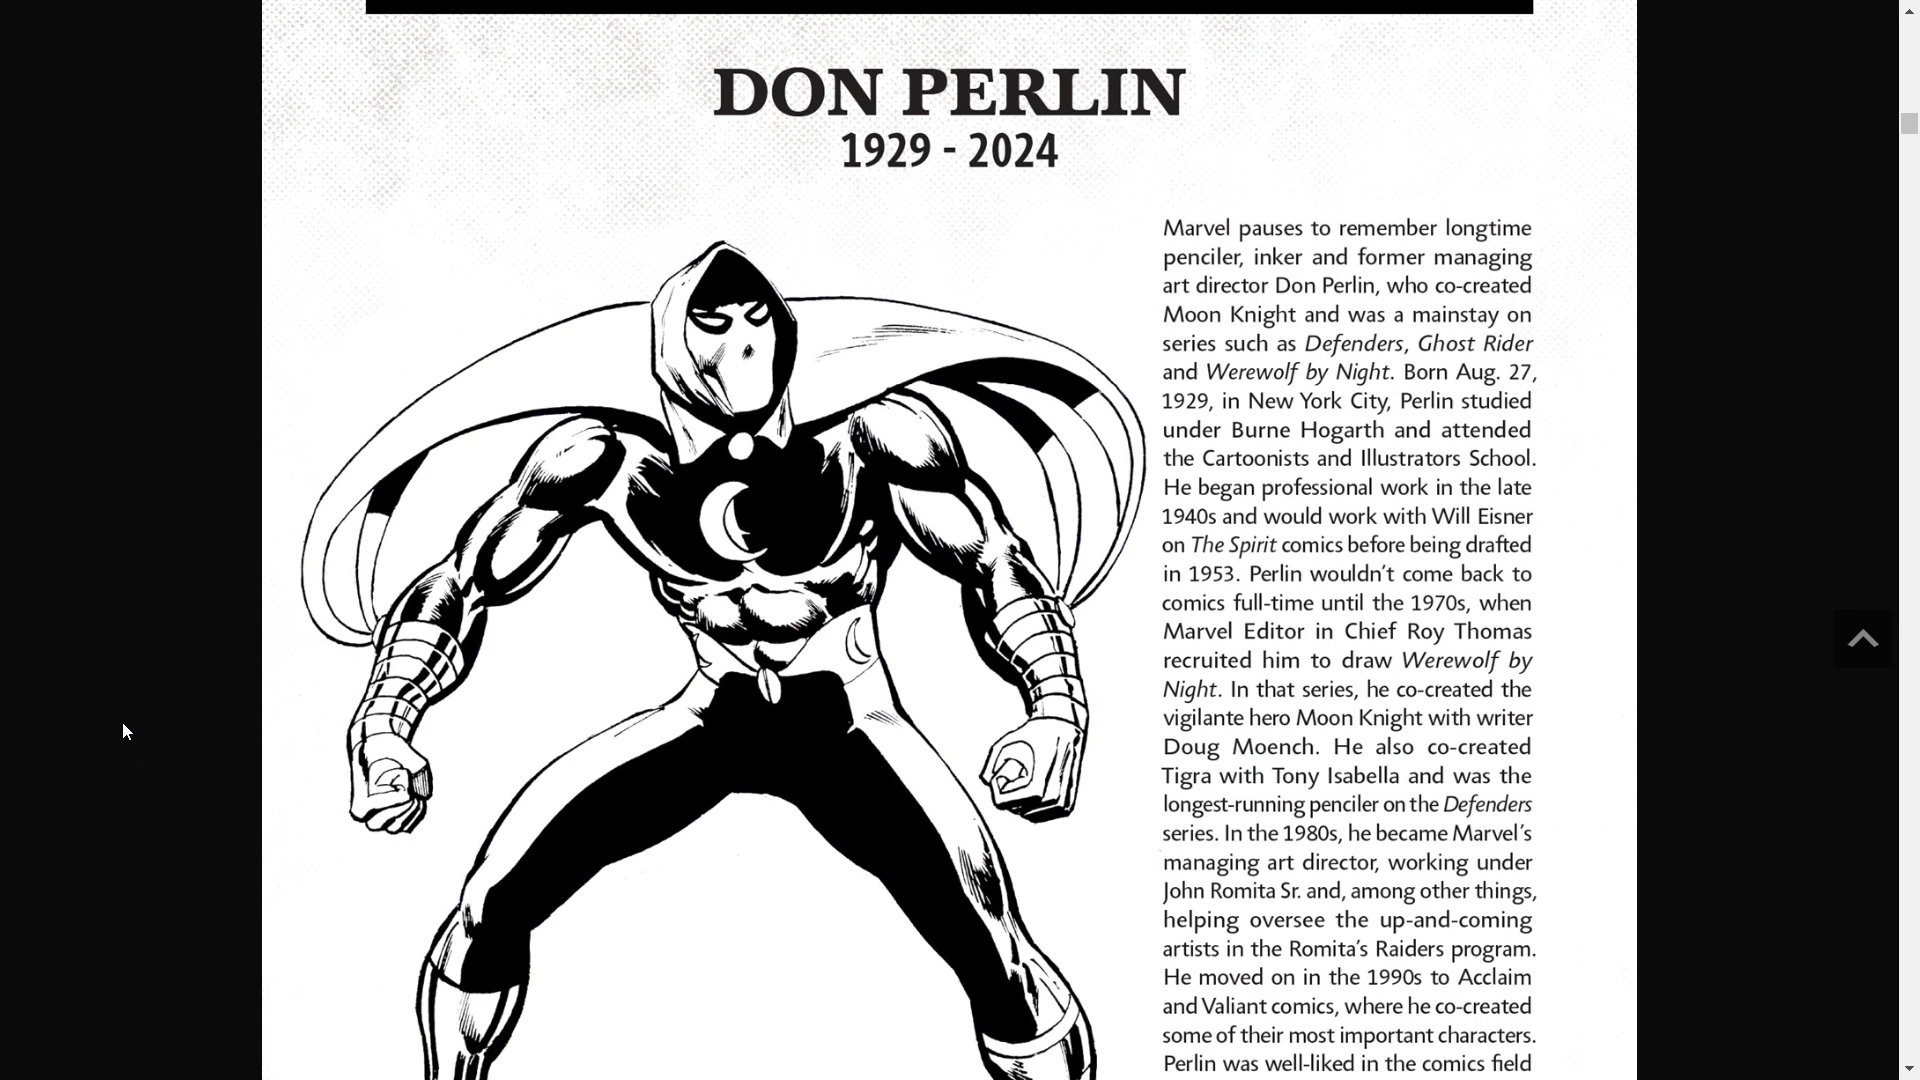 DON PERLIN
1929 - 2024
Marvel pauses to remember longtime
penciler, inker and former managing
art director Don Perlin, who co-created
Moon Knight and was a mainstay on
series such as Defenders, Ghost Rider
and Werewolf by Night. Born Aug. 27,
1929, in New York City, Perlin studied
under Burne Hogarth and attended
the Cartoonists and Illustrators School.
He began professional work in the late
1940s and would work with Will Eisner
on The Spirit comics before being drafted
in 1953. Perlin wouldn’t come back to
comics full-time until the 1970s, when
Marvel Editor in Chief Roy Thomas
recruited him to draw Werewolf by
Night. In that series, he co-created the
vigilante hero Moon Knight with writer
Doug Moench. He also co-created
Tigra with Tony Isabella and was the
longest-running penciler on the Defenders
series. In the 1980s, he became Marvel’s
managing art director, working under
John Romita Sr. and, among other things,
helping oversee the up-and-coming
artists in the Romita’s Raiders program.
He moved on in the 1990s to Acclaim
and Valiant comics, where he co-created
some of their most important characters.
Perlin was well-liked in the comics field